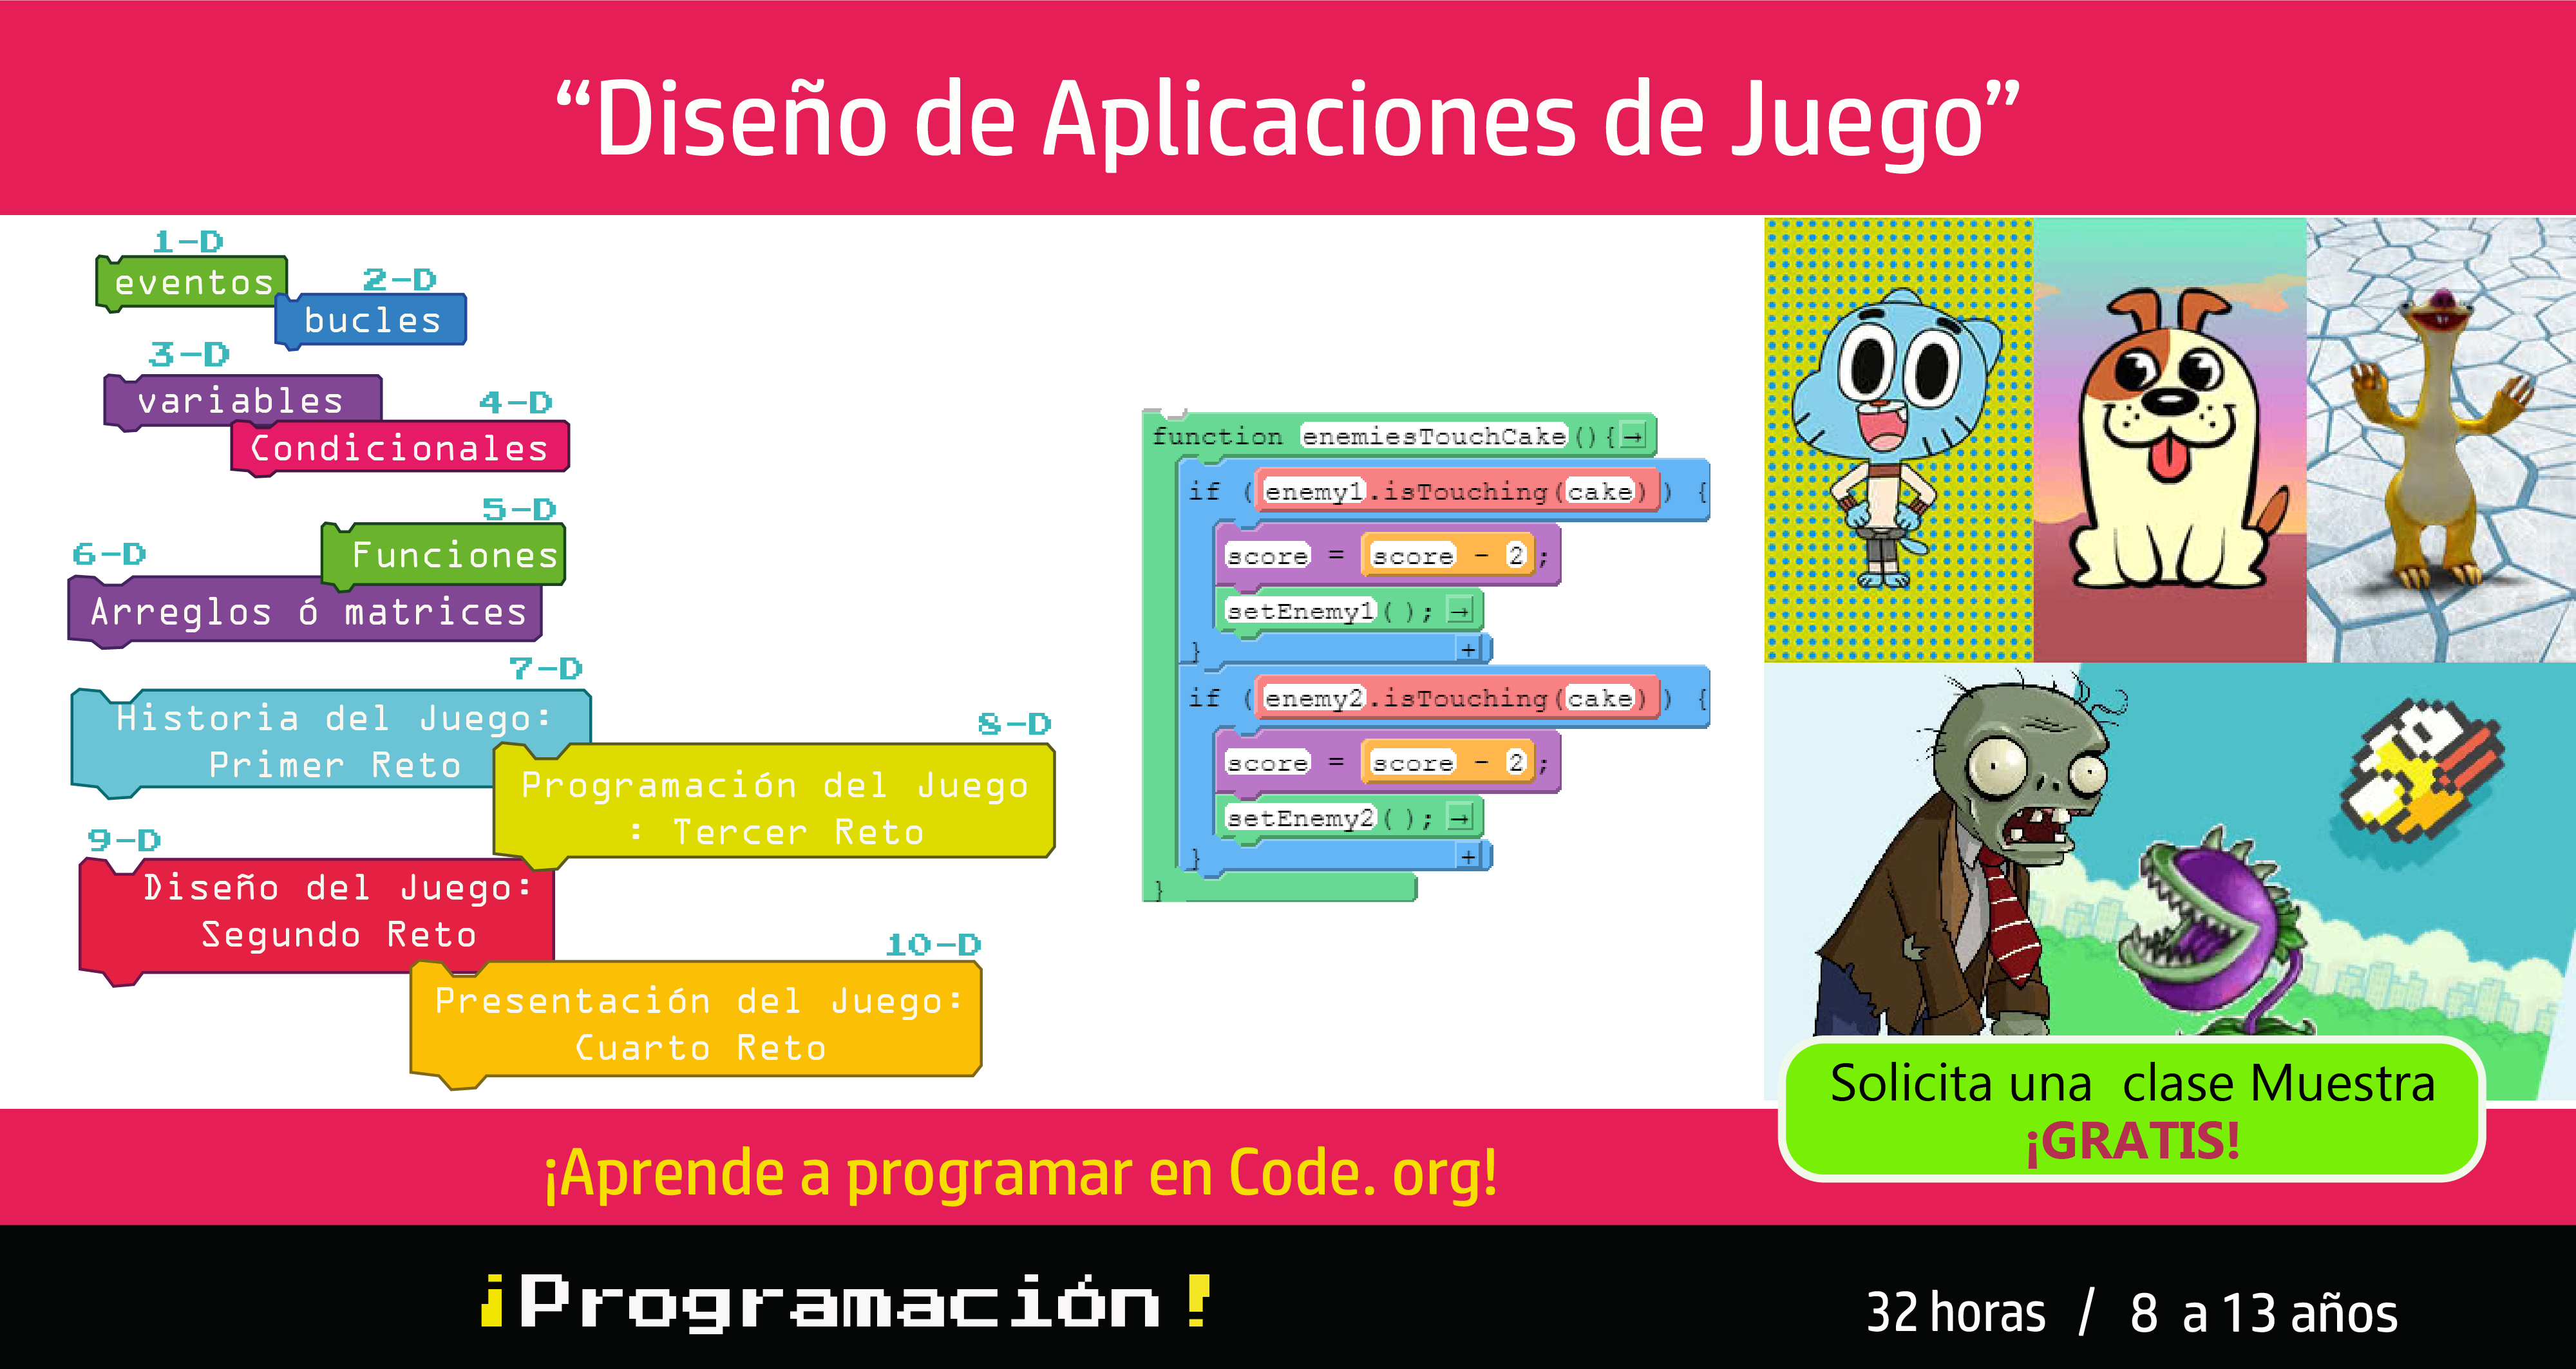 “Diseño de Aplicaciones de Juego”
1-D
eventos
2-D
bucles
3-D
variables
4-D
Condicionales
5-D
Funciones
6-D
Arreglos ó matrices
7-D
Historia del Juego:
Primer Reto
8-D
Programación del Juego
: Tercer Reto
9-D
Diseño del Juego:
Segundo Reto
10-D
Presentación del Juego:
Cuarto Reto
function enemiesTouchCake(){→
if (enemy1.isTouching(cake)) {
score = score - 2;
setEnemy1(); →
} +
if (enemy2.isTouching(cake)) {
score = score - 2;
setEnemy2(); →
} +
}
Solicita una clase Muestra
¡GRATIS!
¡Aprende a programar en Code. org!
¡Programación!
32 horas / 8 a 13 años